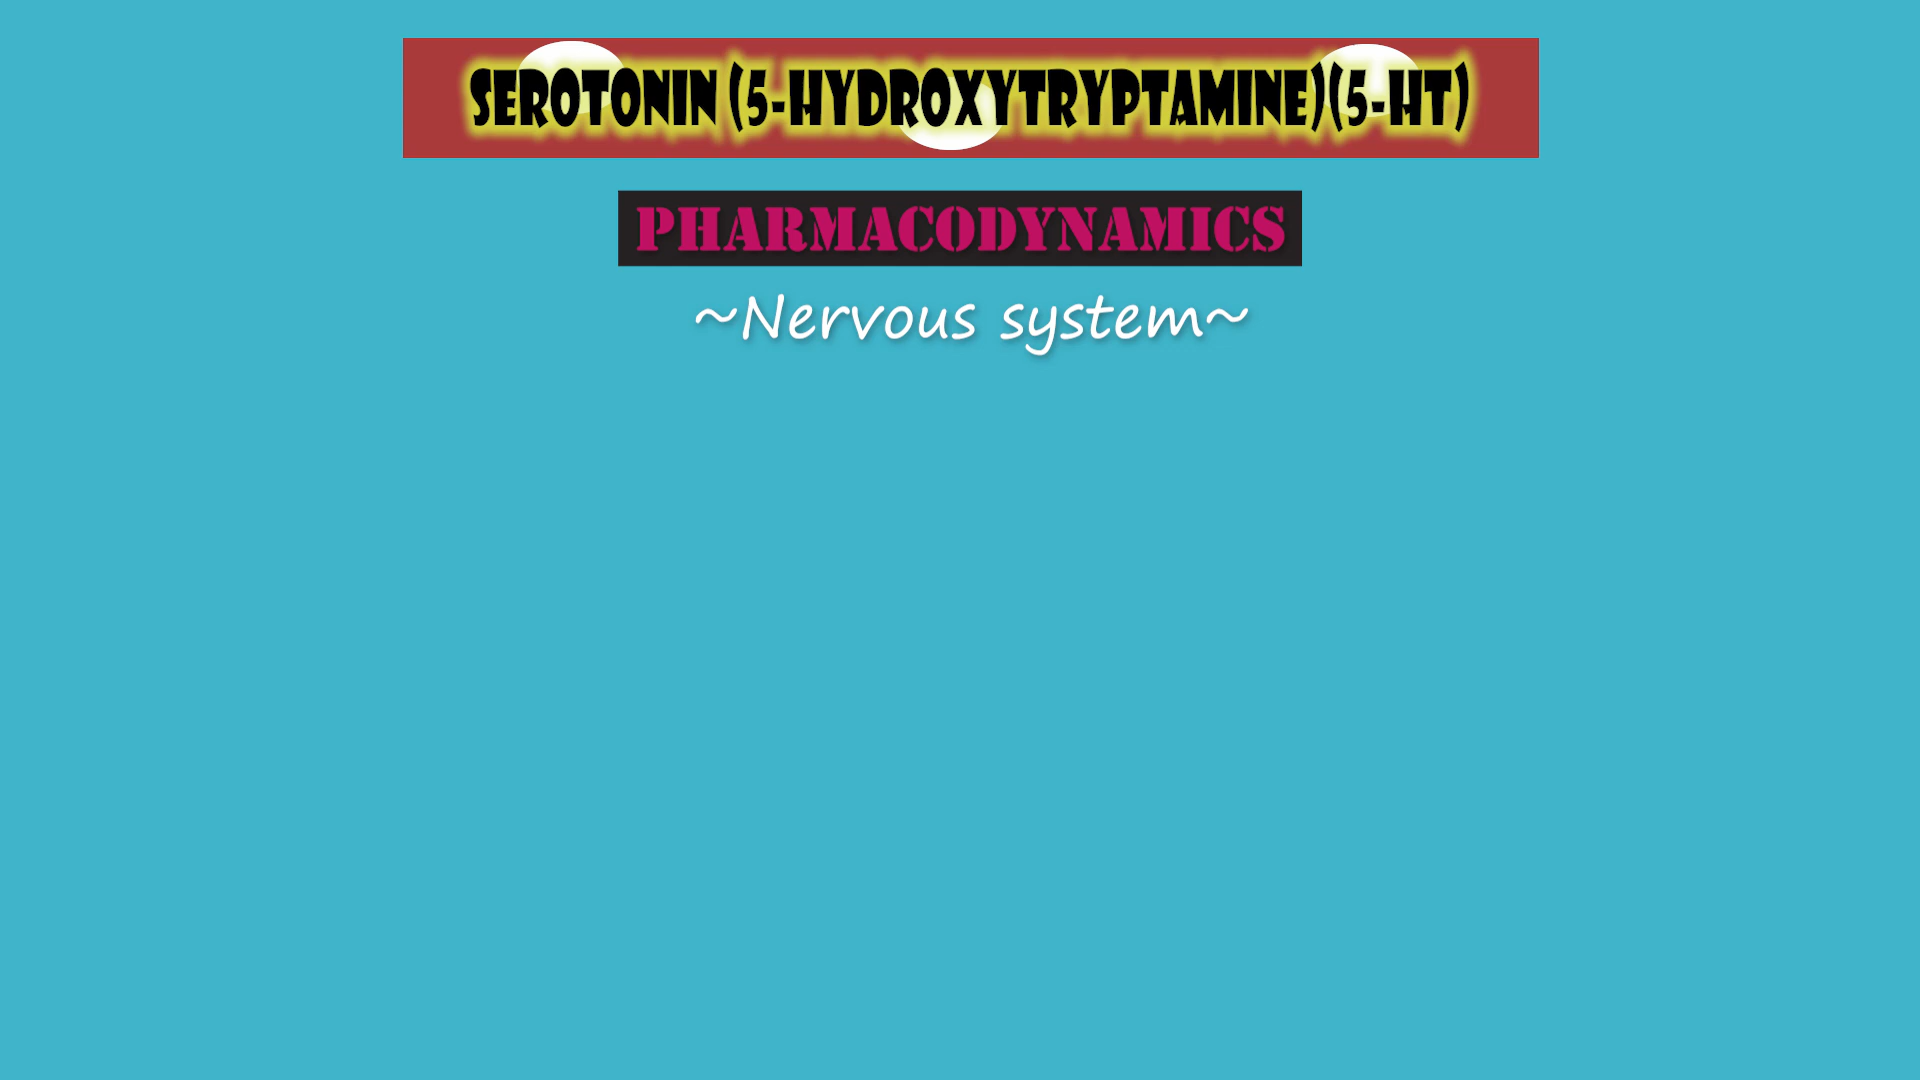 SEROTONIN (5-HYDROXYTRYPTAMINE)(5-HT)
PHARMACODYNAMICS
~Nervous system~